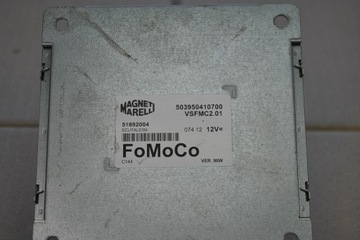 MAGNETI
MARELLI
503950410700
VSFMC2.01
51892004
074 12 12V=
FoMoCo
C144
VER. 90W